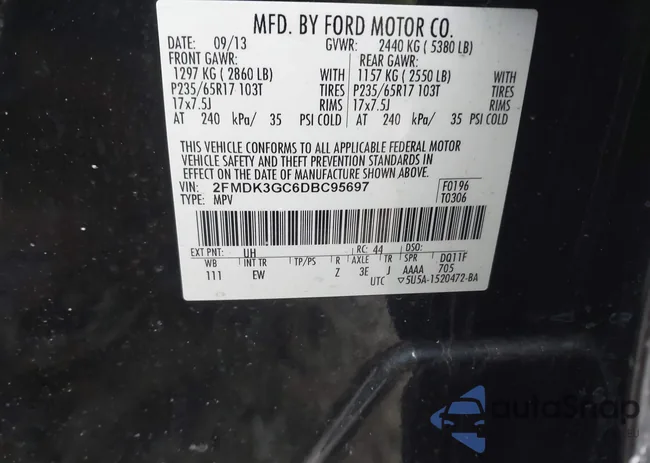 MFD. BY FORD MOTOR CO.
DATE: 09/13 GVWR: 2440 KG ( 5380 LB)
FRONT GAWR: REAR GAWR:
1297 KG ( 2860 LB) WITH 1157 KG ( 2550 LB) WITH
P235/65R17 103T TIRES P235/65R17 103T TIRES
17x7.5J RIMS 17x7.5J RIMS
AT 240 kPa/ 35 PSI COLD AT 240 kPa/ 35 PSI COLD
THIS VEHICLE CONFORMS TO ALL APPLICABLE FEDERAL MOTOR
VEHICLE SAFETY AND THEFT PREVENTION STANDARDS IN
EFFECT ON THE DATE OF MANUFACTURE SHOWN ABOVE.
VIN: 2FMDK3GC6DBC95697 F0196
TYPE: MPV T0306
EXT PNT: UH RC: 44 DSO:
WB INT TR TP/PS R AXLE TR SPR DQ11F
111 EW Z 3E J AAAA 705
UTC ▽5U5A-1520472-BA
autoSnap